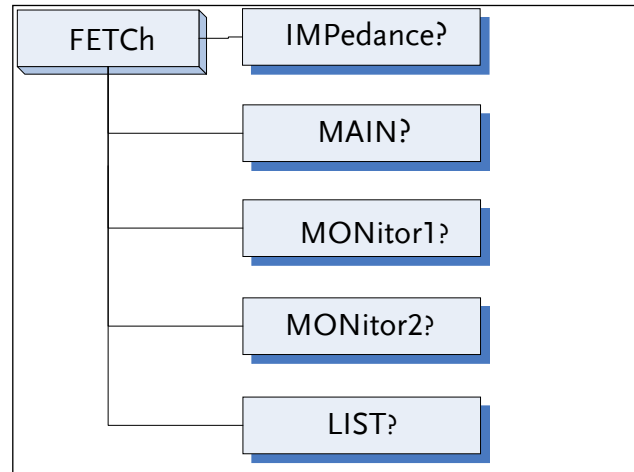 FETCh
IMPedance?
MAIN?
MONitor1?
MONitor2?
LIST?